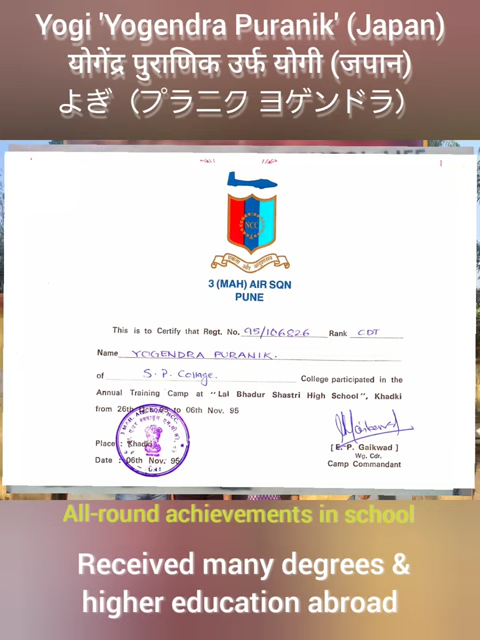 Yogi 'Yogendra Puranik' (Japan)
योगेंद्र पुराणिक उर्फ योगी (जपान)
よぎ（プラニク ヨゲンドラ）
NCC
3 (MAH) AIR SQN
PUNE
This is to Certify that Regt. No. 95/106826 Rank CDT
Name YOGENDRA PURANIK.
of S. P. College. College participated in the
Annual Training Camp at "Lal Bhadur Shastri High School", Khadki
from 26th to 06th Nov. 95
Place : Khadki
Date : 06th Nov. 95
[ E. P. Gaikwad ]
Wg. Cdr.
Camp Commandant
All-round achievements in school
Received many degrees &
higher education abroad